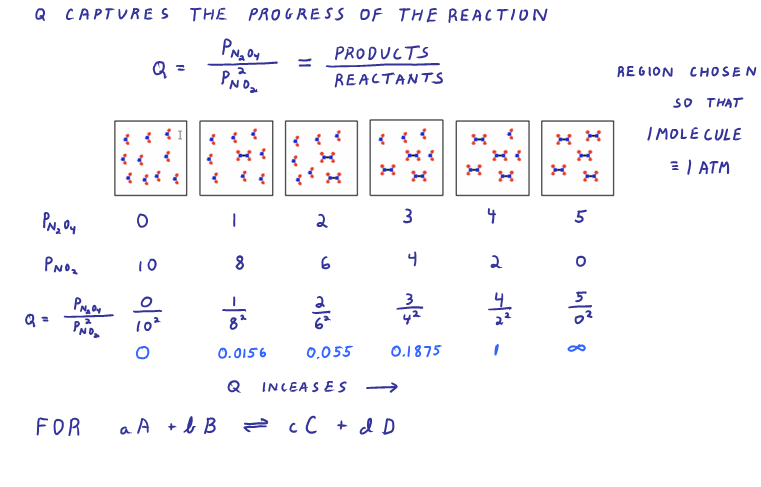 Q CAPTURES THE PROGRESS OF THE REACTION
Q = P_N₂O₄ / P_NO₂² = PRODUCTS / REACTANTS
REGION CHOSEN
SO THAT
1 MOLECULE
≡ 1 ATM
P_N₂O₄ 0 1 2 3 4 5
P_NO₂ 10 8 6 4 2 0
Q = P_N₂O₄ / P_NO₂² 0/10² 1/8² 2/6² 3/4² 4/2² 5/0²
0 0.0156 0.055 0.1875 1 ∞
Q INCEASES →
FOR aA + bB ⇌ cC + dD